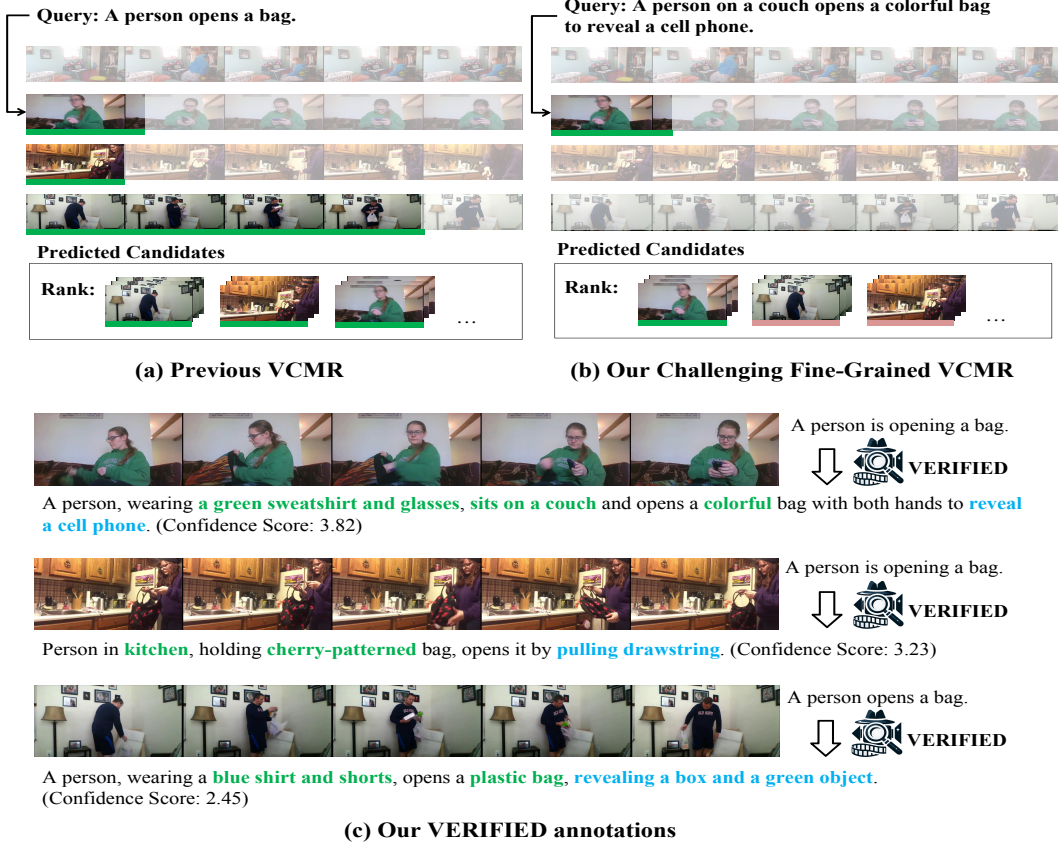 Query: A person opens a bag.
Predicted Candidates
Rank:
...
(a) Previous VCMR
Query: A person on a couch opens a colorful bag
to reveal a cell phone.
Predicted Candidates
Rank:
...
(b) Our Challenging Fine-Grained VCMR
A person is opening a bag.
VERIFIED
A person, wearing a green sweatshirt and glasses, sits on a couch and opens a colorful bag with both hands to reveal
a cell phone. (Confidence Score: 3.82)
A person is opening a bag.
VERIFIED
Person in kitchen, holding cherry-patterned bag, opens it by pulling drawstring. (Confidence Score: 3.23)
A person opens a bag.
VERIFIED
A person, wearing a blue shirt and shorts, opens a plastic bag, revealing a box and a green object.
(Confidence Score: 2.45)
(c) Our VERIFIED annotations